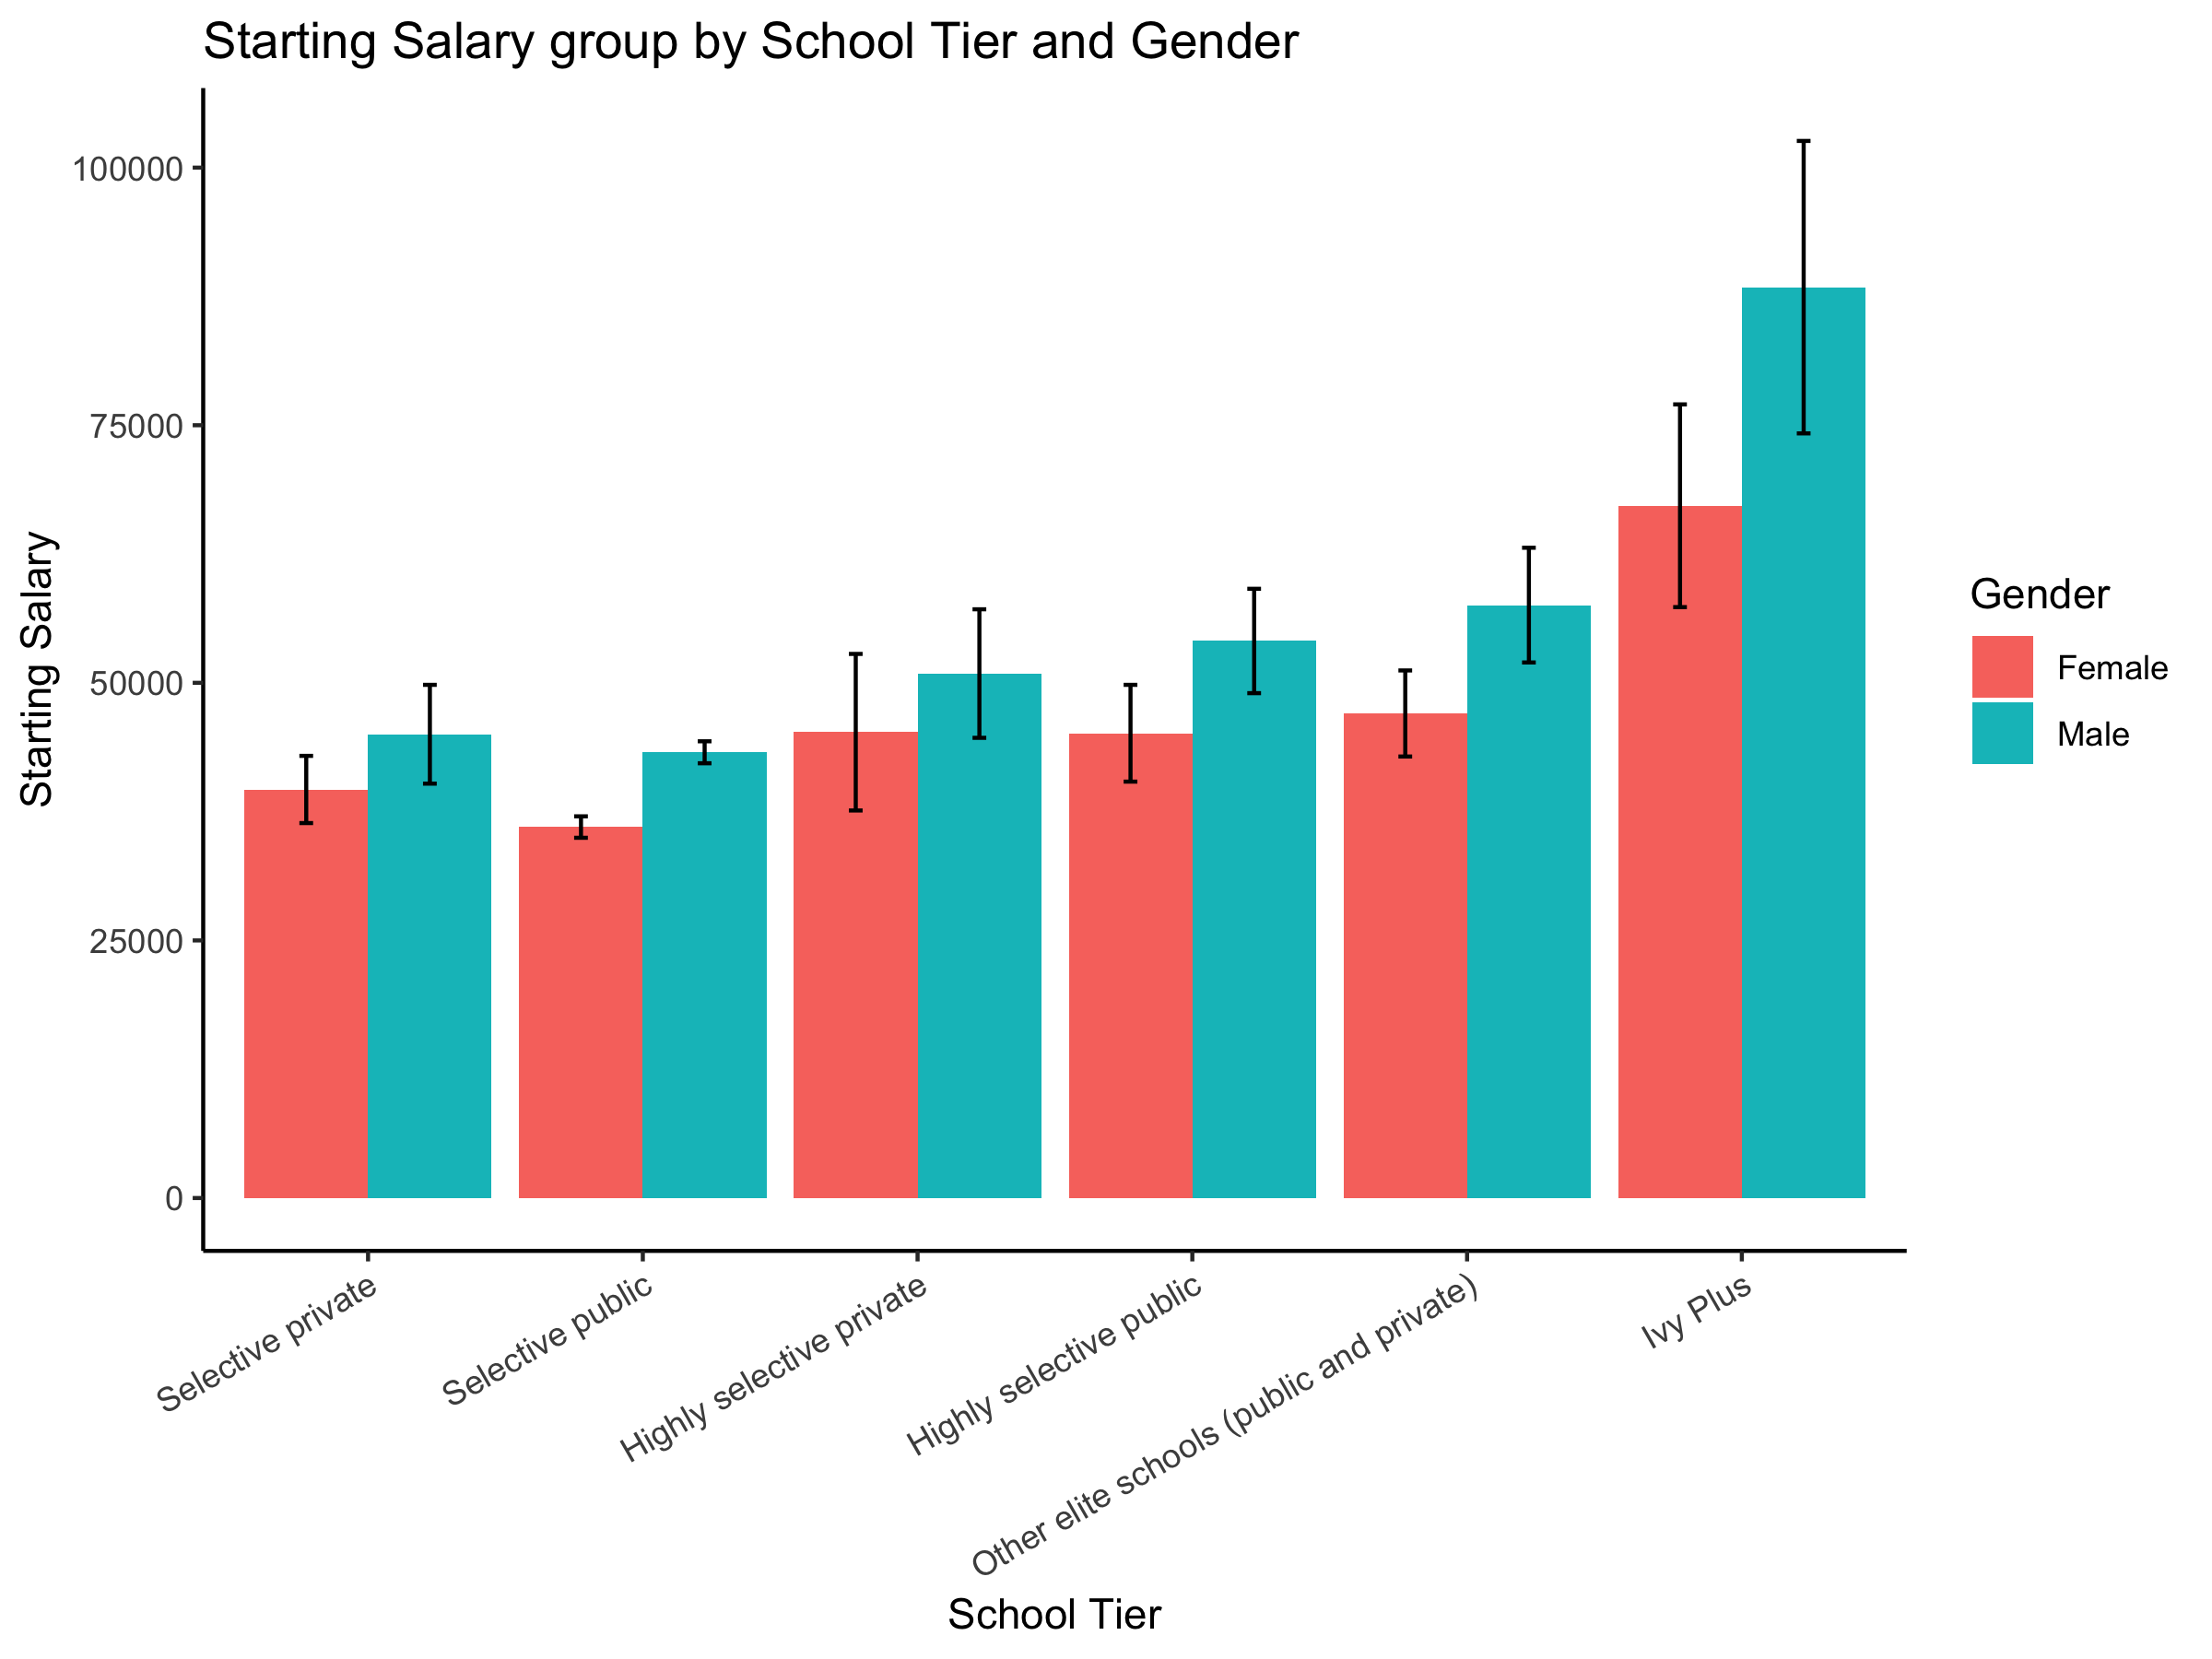 Starting Salary group by School Tier and Gender
Starting Salary
100000
75000
50000
25000
0
Selective private
Selective public
Highly selective private
Highly selective public
Other elite schools (public and private)
Ivy Plus
School Tier
Gender
Female
Male